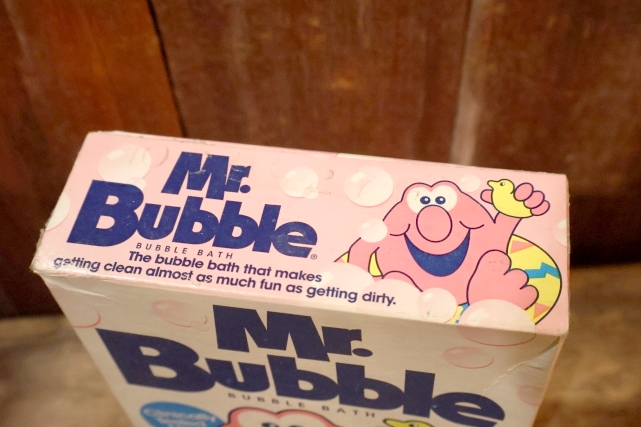 Mr.
Bubble®
BUBBLE BATH
The bubble bath that makes
getting clean almost as much fun as getting dirty.
Mr.
Bubble
BUBBLE BATH
Clinically